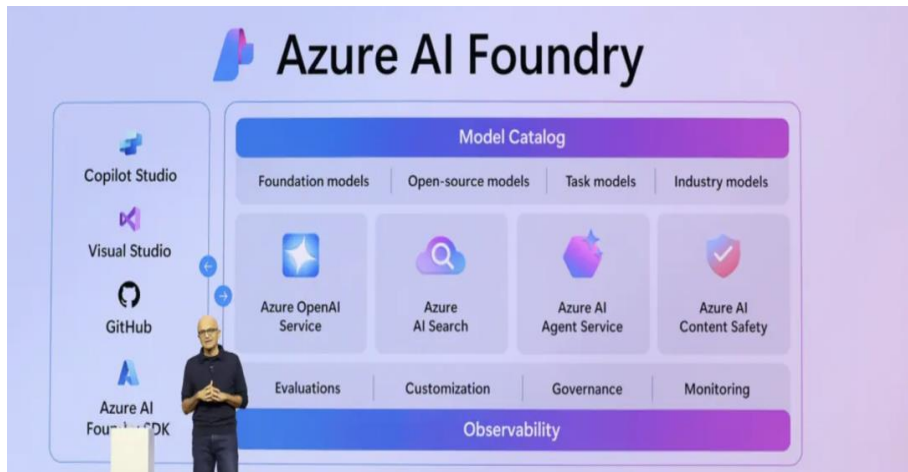 Azure AI Foundry
Copilot Studio
Visual Studio
GitHub
Azure AI
SDK
Model Catalog
Foundation models
Open-source models
Task models
Industry models
Azure OpenAI
Service
Azure
AI Search
Azure AI
Agent Service
Azure AI
Content Safety
Evaluations
Customization
Governance
Monitoring
Observability